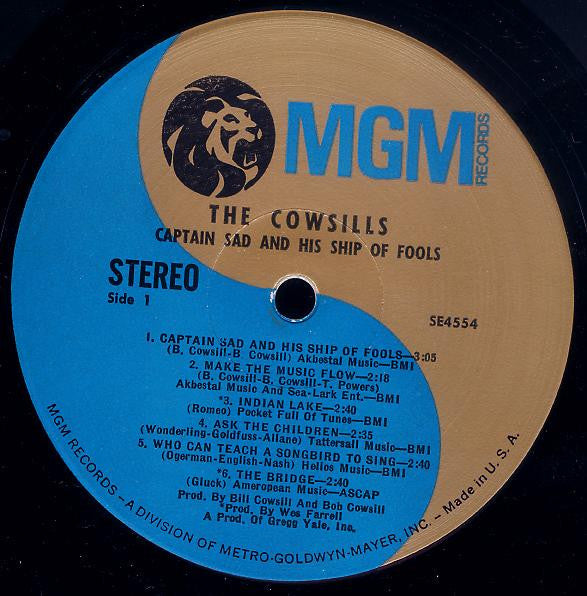 MGM RECORDS
THE COWSILLS
CAPTAIN SAD AND HIS SHIP OF FOOLS
STEREO
Side 1
SE4554
1. CAPTAIN SAD AND HIS SHIP OF FOOLS—3:05
(B. Cowsill-B. Cowsill) Akbestal Music—BMI
2. MAKE THE MUSIC FLOW—2:18
(B. Cowsill-B. Cowsill-T. Powers)
Akbestal Music And Sea-Lark Ent.—BMI
*3. INDIAN LAKE—2:40
(Romeo) Pocket Full Of Tunes—BMI
4. ASK THE CHILDREN—2:35
(Wonderling-Goldfuss-Allane) Tattersall Music—BMI
5. WHO CAN TEACH A SONGBIRD TO SING—2:40
(Ogerman-English-Nash) Helios Music—BMI
*6. THE BRIDGE—2:40
(Gluck) Ameropean Music—ASCAP
Prod. By Bill Cowsill And Bob Cowsill
*Prod. By Wes Farrell
A Prod. Of Gregg Yale, Inc.
MGM RECORDS – A DIVISION OF METRO-GOLDWYN-MAYER, INC. – Made in U. S. A.